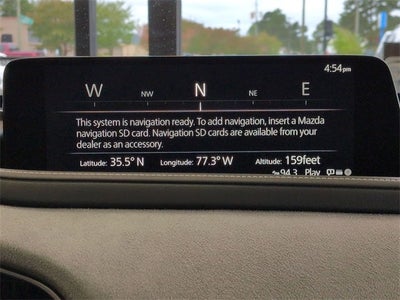 4:54pm
W NW N NE E
This system is navigation ready. To add navigation, insert a Mazda
navigation SD card. Navigation SD cards are available from your
dealer as an accessory.
Latitude: 35.5° N Longitude: 77.3° W Altitude: 159feet
94.3 Play